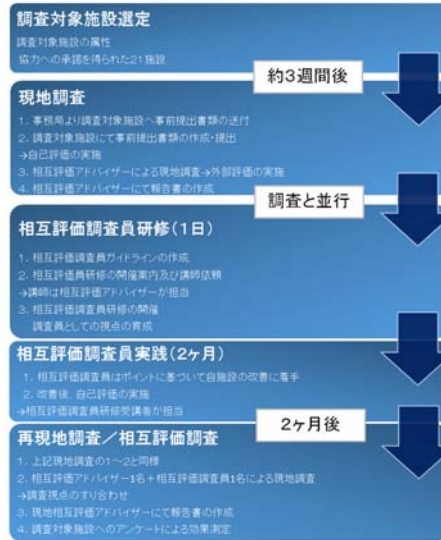 調査対象施設選定
調査対象施設の属性
協力への承諾を得られた21施設
約3週間後
現地調査
1. 事務局より調査対象施設へ事前提出書類の送付
2. 調査対象施設にて事前提出書類の作成・提出
→自己評価の実施
3. 相互評価アドバイザーによる現地調査→外部評価の実施
4. 相互評価アドバイザーにて報告書の作成
調査と並行
相互評価調査員研修(1日)
1. 相互評価調査員ガイドラインの作成
2. 相互評価員研修の開催案内及び講師依頼
→講師は相互評価アドバイザーが担当
3. 相互評価調査員研修の開催
調査員としての視点の育成
相互評価調査員実践(2ヶ月)
1. 相互評価調査員はポイントに基づいて自施設の改善に着手
2. 改善後、自己評価の実施
→相互評価調査員研修受講者が担当
2ヶ月後
再現地調査/相互評価調査
1. 上記現地調査の1~2と同様
2. 相互評価アドバイザー1名+相互評価調査員1名による現地調査
→調査視点のすり合わせ
3. 現地相互評価アドバイザーにて報告書の作成
4. 調査対象施設へのアンケートによる効果測定